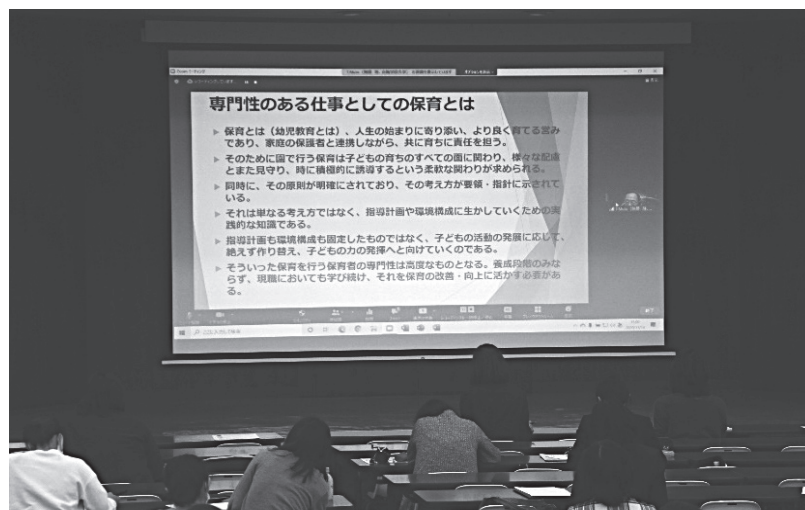 専門性のある仕事としての保育とは
▶ 保育とは（幼児教育とは）、人生の始まりに寄り添い、より良く育てる営み
であり、家庭の保護者と連携しながら、共に育ちに責任を担う。
▶ そのために園で行う保育は子どもの育ちのすべての面に関わり、様々な配慮
とまた見守り、時に積極的に誘導するという柔軟な関わりが求められる。
▶ 同時に、その原則が明確にされており、その考え方が要領・指針に示されて
いる。
▶ それは単なる考え方ではなく、指導計画や環境構成に生かしていくための実
践的な知識である。
▶ 指導計画も環境構成も固定したものではなく、子どもの活動の発展に応じて、
絶えず作り替え、子どもの力の発揮へと向けていくのである。
▶ そういった保育を行う保育者の専門性は高度なものとなる。養成段階のみな
らず、現職においても学び続け、それを保育の改善・向上に活かす必要があ
る。